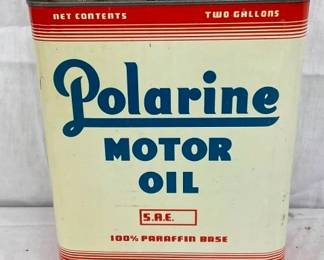 NET CONTENTS TWO GALLONS
Polarine
MOTOR
OIL
S.A.E.
100% PARAFFIN BASE